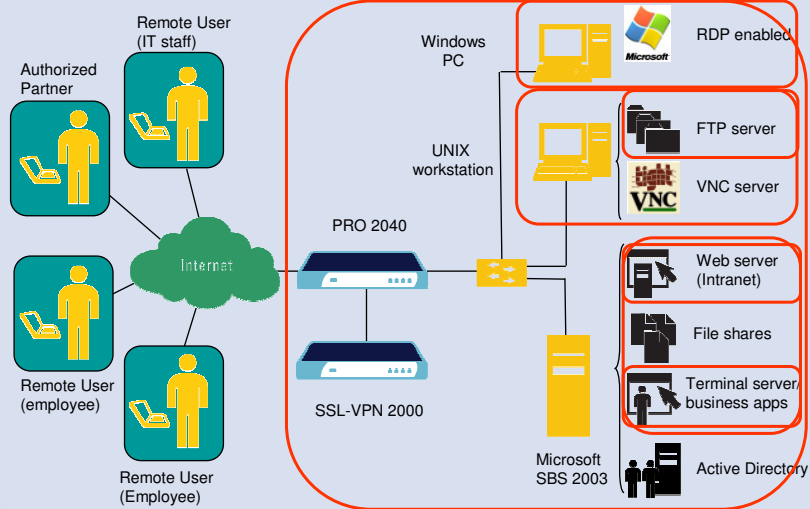 Remote User
(IT staff)
Authorized
Partner
Windows
PC
Microsoft
RDP enabled
FTP server
UNIX
workstation
tight
VNC
VNC server
PRO 2040
Internet
Web server
(Intranet)
File shares
Remote User
(employee)
SSL-VPN 2000
Terminal server/
business apps
Microsoft
SBS 2003
Active Directory
Remote User
(Employee)